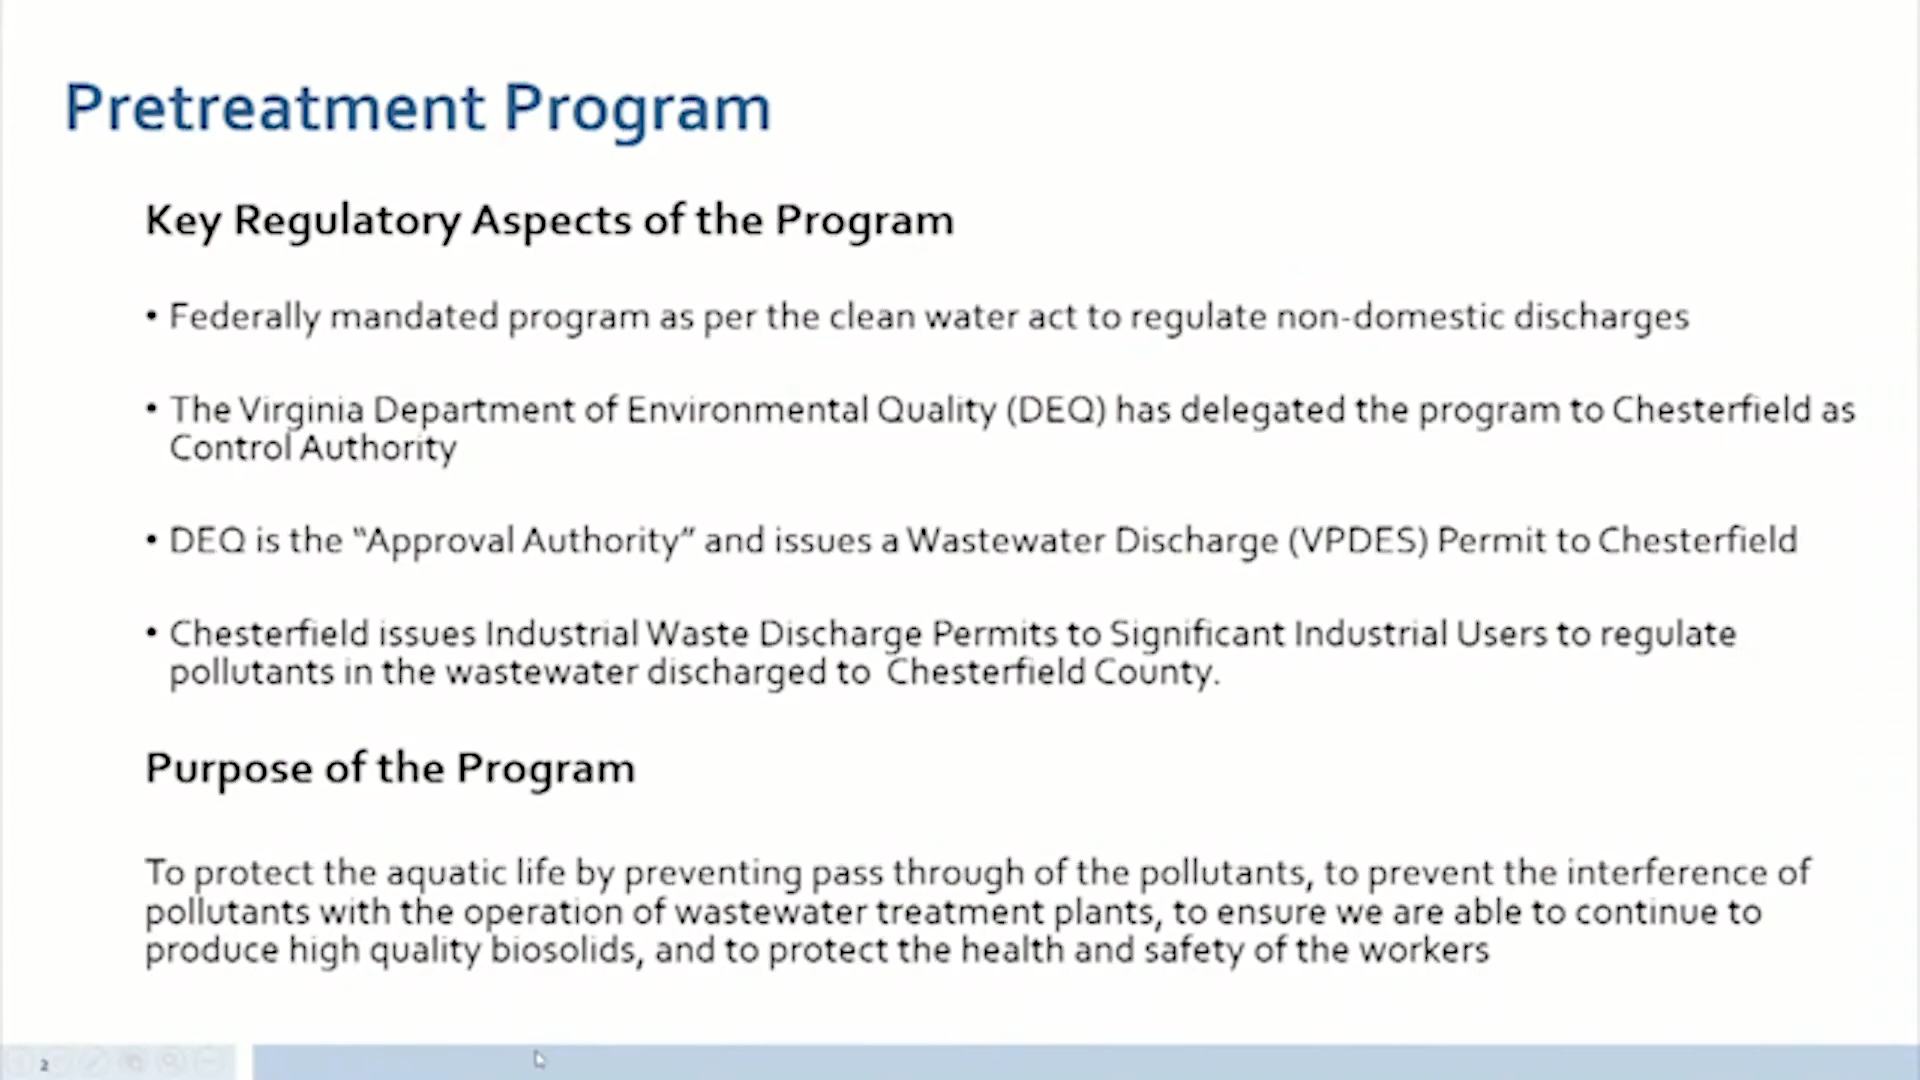 Pretreatment Program
Key Regulatory Aspects of the Program
• Federally mandated program as per the clean water act to regulate non-domestic discharges
• The Virginia Department of Environmental Quality (DEQ) has delegated the program to Chesterfield as
Control Authority
• DEQ is the “Approval Authority” and issues a Wastewater Discharge (VPDES) Permit to Chesterfield
• Chesterfield issues Industrial Waste Discharge Permits to Significant Industrial Users to regulate
pollutants in the wastewater discharged to Chesterfield County.
Purpose of the Program
To protect the aquatic life by preventing pass through of the pollutants, to prevent the interference of
pollutants with the operation of wastewater treatment plants, to ensure we are able to continue to
produce high quality biosolids, and to protect the health and safety of the workers
2